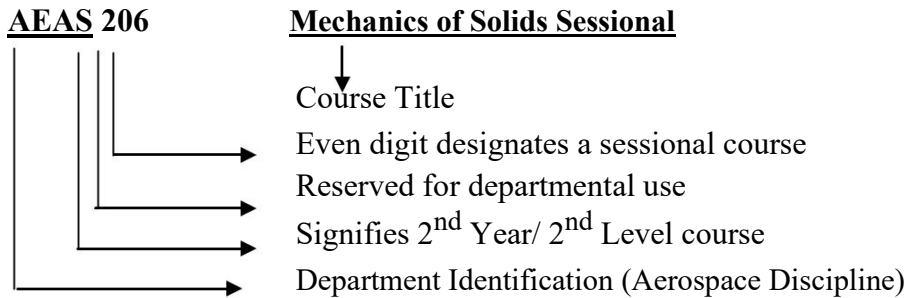 AEAS 206 Mechanics of Solids Sessional
Course Title
Even digit designates a sessional course
Reserved for departmental use
Signifies 2nd Year/ 2nd Level course
Department Identification (Aerospace Discipline)